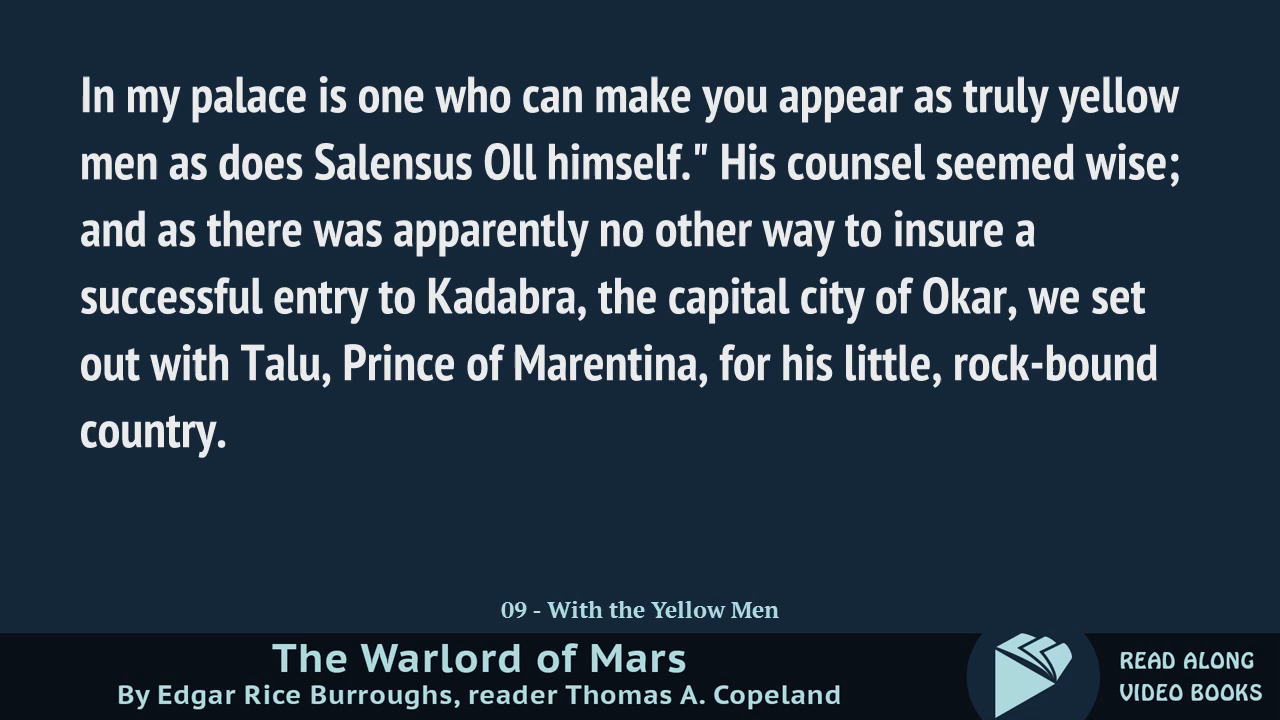 In my palace is one who can make you appear as truly yellow
men as does Salensus Oll himself." His counsel seemed wise;
and as there was apparently no other way to insure a
successful entry to Kadabra, the capital city of Okar, we set
out with Talu, Prince of Marentina, for his little, rock-bound
country.
09 - With the Yellow Men
The Warlord of Mars
By Edgar Rice Burroughs, reader Thomas A. Copeland
READ ALONG
VIDEO BOOKS